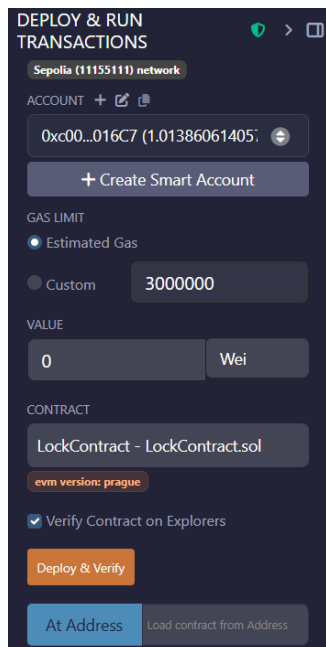 DEPLOY & RUN
TRANSACTIONS
Sepolia (11155111) network
ACCOUNT
0xc00...016C7 (1.01386061405
Create Smart Account
GAS LIMIT
Estimated Gas
Custom
3000000
VALUE
0
Wei
CONTRACT
LockContract - LockContract.sol
evm version: prague
Verify Contract on Explorers
Deploy & Verify
At Address
Load contract from Address